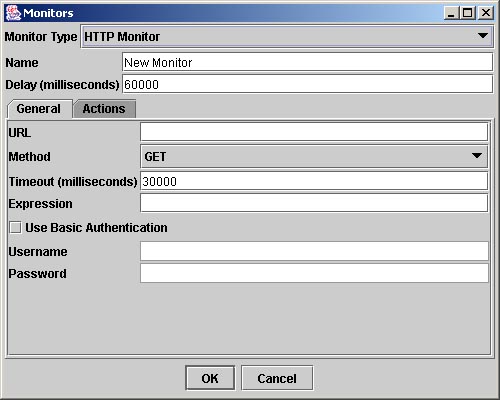 Monitors
Monitor Type HTTP Monitor
Name New Monitor
Delay (milliseconds) 60000
General Actions
URL
Method GET
Timeout (milliseconds) 30000
Expression
Use Basic Authentication
Username
Password
OK Cancel